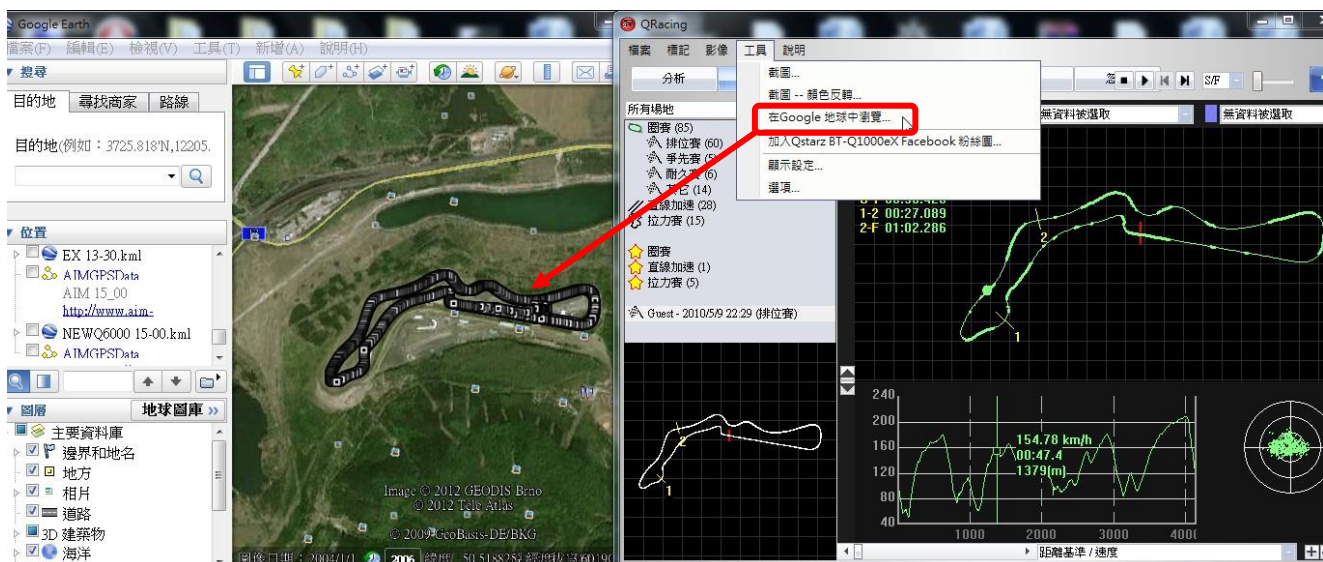 Google Earth
檔案(F) 編輯(E) 檢視(V) 工具(T) 新增(A) 說明(H)
搜尋
目的地 尋找商家 路線
目的地(例如：3725.818'N,12205.
位置
EX 13-30.kml
AIMGPSData
AIM 15_00
http://www.aim-
NEWQ6000 15-00.kml
AIMGPSData
圖層
地球圖庫 »
主要資料庫
邊界和地名
地方
相片
道路
3D 建築物
海洋
Image © 2012 GEODIS Brno
© 2012 Tele Atlas
© 2009 GeoBasis-DE/BKG
2004/1/1 2006
QRacing
檔案 標記 影像 工具 說明
分析
S/F
截圖...
截圖 -- 顏色反轉...
在Google 地球中瀏覽...
加入Qstarz BT-Q1000eX Facebook 粉絲團...
顯示設定...
選項...
所有場地
圈賽 (85)
排位賽 (60)
爭先賽
耐久賽 (6)
(14)
直線加速 (28)
拉力賽 (15)
圈賽
直線加速 (1)
拉力賽 (5)
Guest - 2010/5/9 22:29 (排位賽)
無資料被選取
無資料被選取
1-2 00:27.089
2-F 01:02.286
2
1
2
1
240
200
160
120
80
40
154.78 km/h
00:47.4
1379(m)
1000 2000 3000 4000
距離基準 / 速度